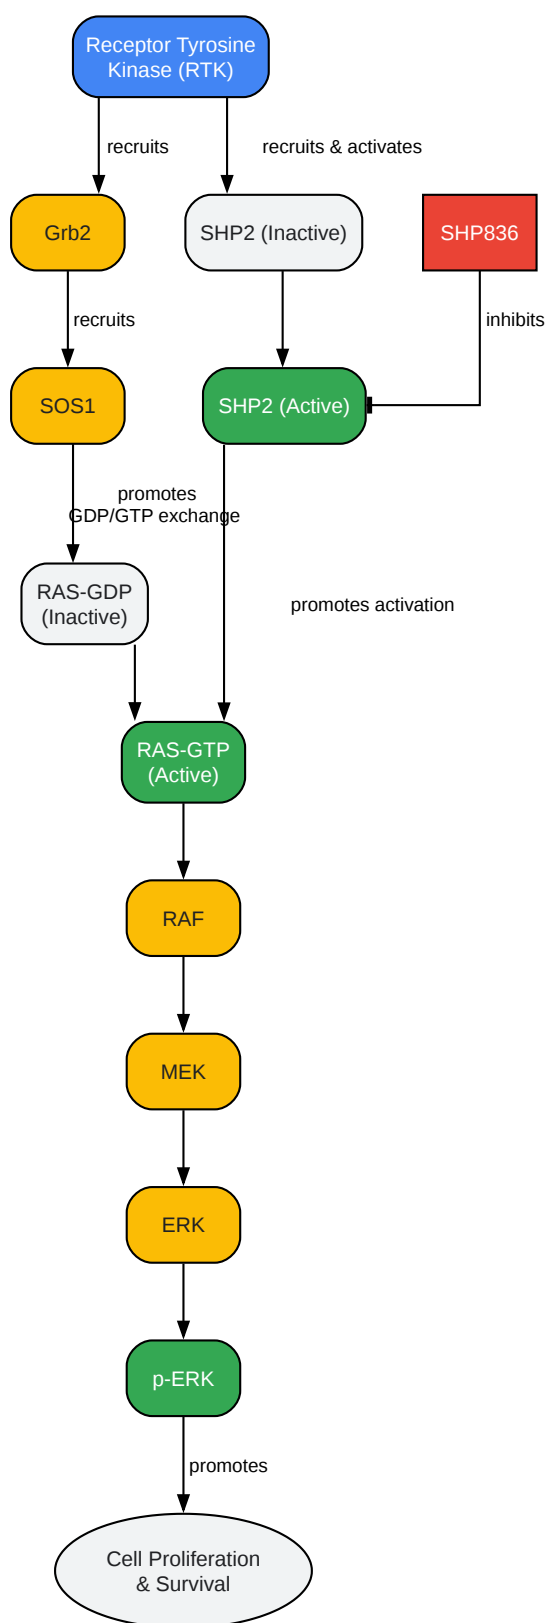 Receptor Tyrosine
Kinase (RTK)
recruits
recruits & activates
Grb2
SHP2 (Inactive)
SHP836
recruits
inhibits
SOS1
SHP2 (Active)
promotes
GDP/GTP exchange
RAS-GDP
(Inactive)
promotes activation
RAS-GTP
(Active)
RAF
MEK
ERK
p-ERK
promotes
Cell Proliferation
& Survival